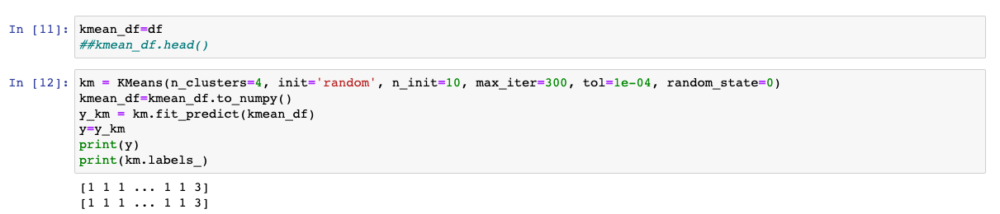 In [11]: kmean_df=df
##kmean_df.head()
In [12]: km = KMeans(n_clusters=4, init='random', n_init=10, max_iter=300, tol=1e-04, random_state=0)
kmean_df=kmean_df.to_numpy()
y_km = km.fit_predict(kmean_df)
y=y_km
print(y)
print(km.labels_)
[1 1 1 ... 1 1 3]
[1 1 1 ... 1 1 3]